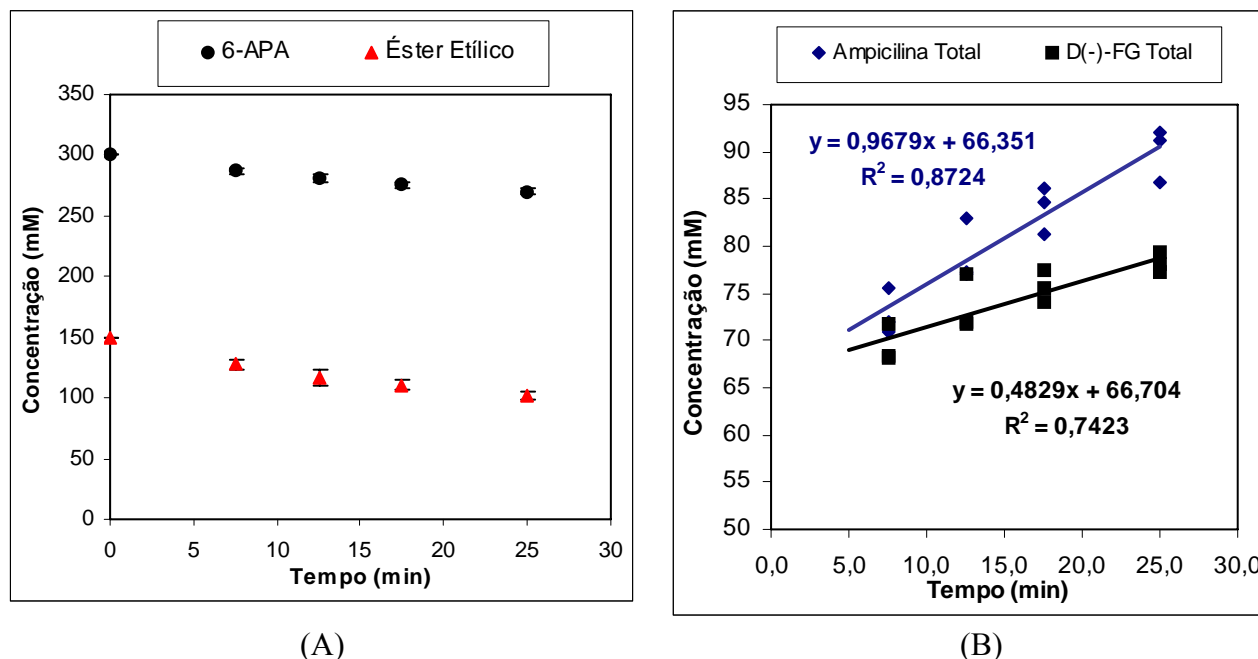 6-APA Éster Etílico
350
300
250
200
150
100
50
0
0 5 10 15 20 25 30
Tempo (min)
Concentração (mM)
(A)
Ampicilina Total D(-)-FG Total
95
90
85
80
75
70
65
60
55
50
y = 0,9679x + 66,351
R² = 0,8724
y = 0,4829x + 66,704
R² = 0,7423
0,0 5,0 10,0 15,0 20,0 25,0 30,0
Tempo (min)
Concentração (mM)
(B)